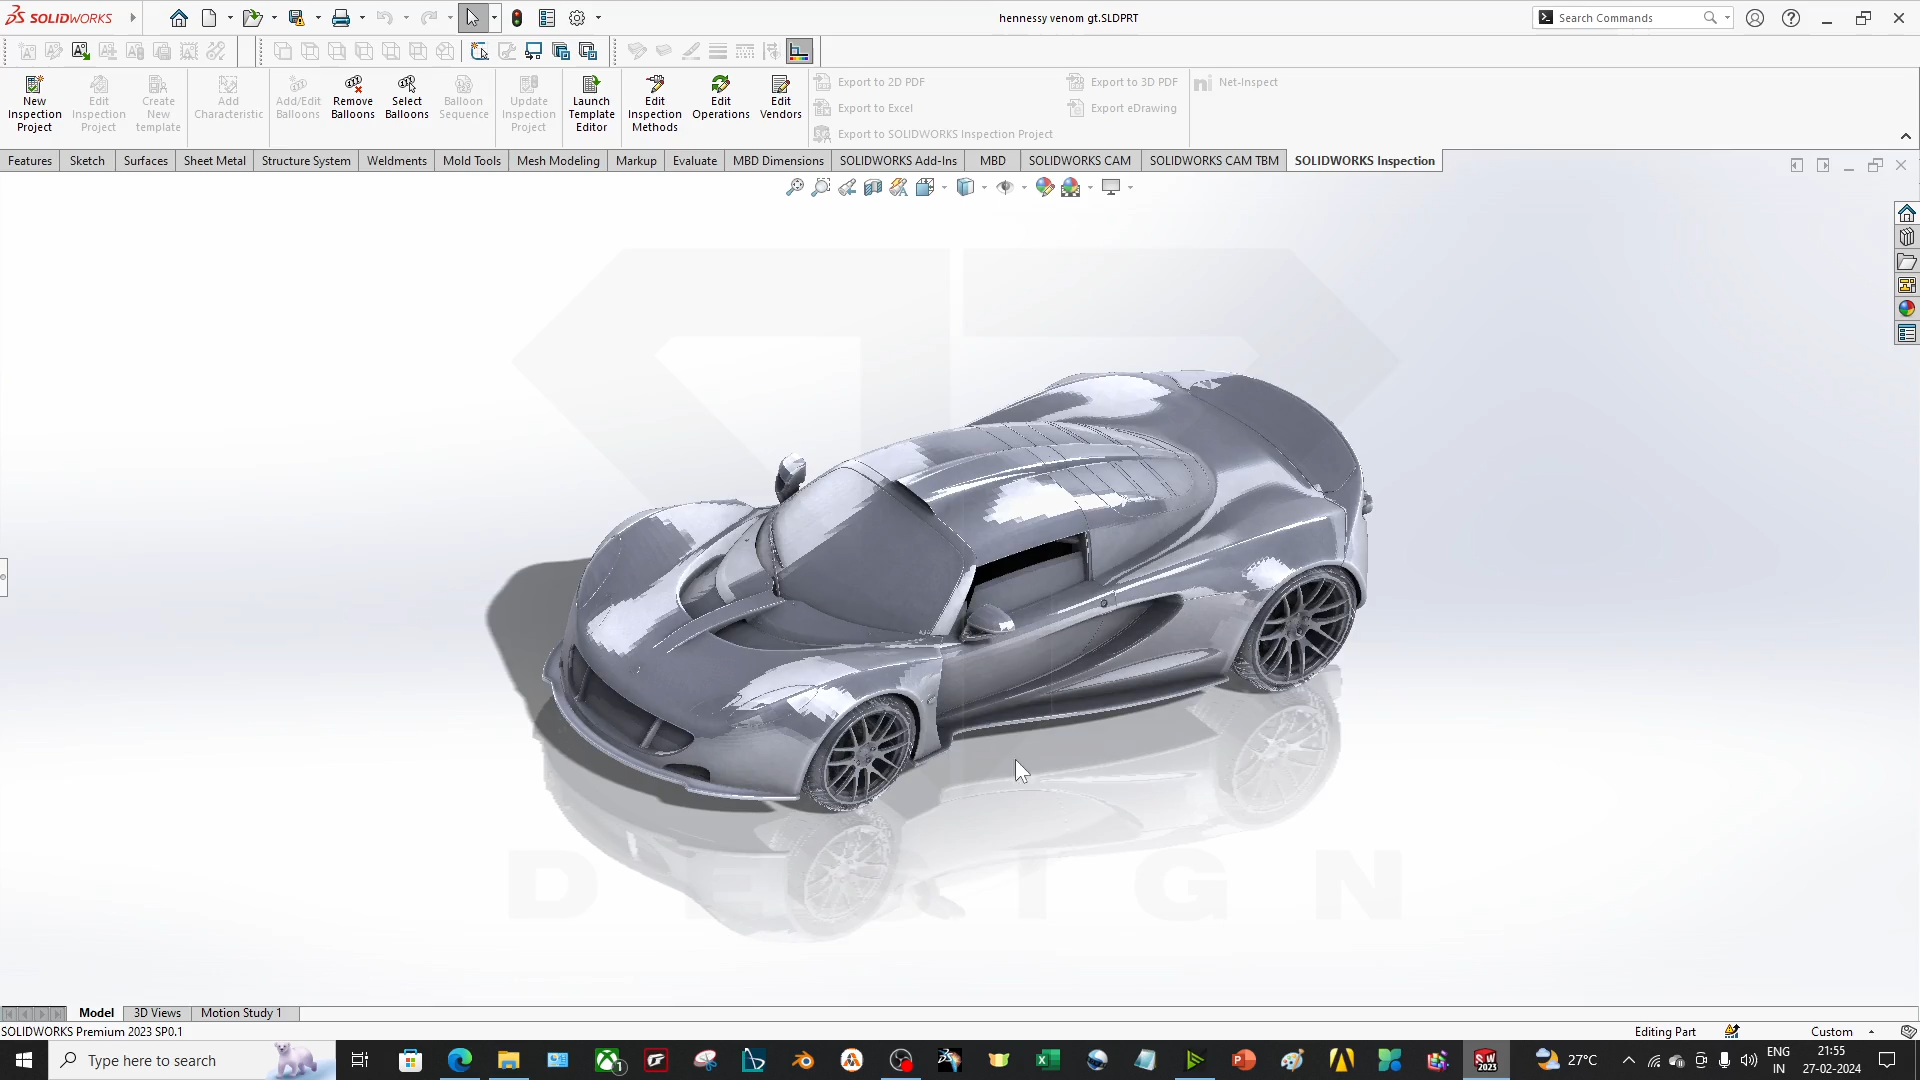 SOLIDWORKS
hennessy venom gt.SLDPRT
Search Commands
New Inspection Project
Edit Inspection Project
Create New template
Add Characteristic
Add/Edit Balloons
Remove Balloons
Select Balloons
Balloon Sequence
Update Inspection Project
Launch Template Editor
Edit Inspection Methods
Edit Operations
Edit Vendors
Export to 2D PDF
Export to Excel
Export to SOLIDWORKS Inspection Project
Export to 3D PDF
Export eDrawing
Net-Inspect
Features Sketch Surfaces Sheet Metal Structure System Weldments Mold Tools Mesh Modeling Markup Evaluate MBD Dimensions SOLIDWORKS Add-Ins MBD SOLIDWORKS CAM SOLIDWORKS CAM TBM SOLIDWORKS Inspection
DESIGN
Model 3D Views Motion Study 1
SOLIDWORKS Premium 2023 SP0.1
Editing Part
Custom
Type here to search
27°C
ENG
IN
21:55
27-02-2024